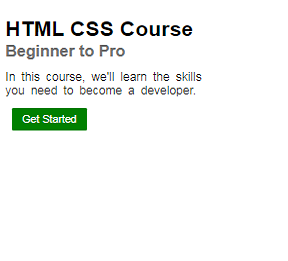 HTML CSS Course
Beginner to Pro
In this course, we'll learn the skills
you need to become a developer.
Get Started